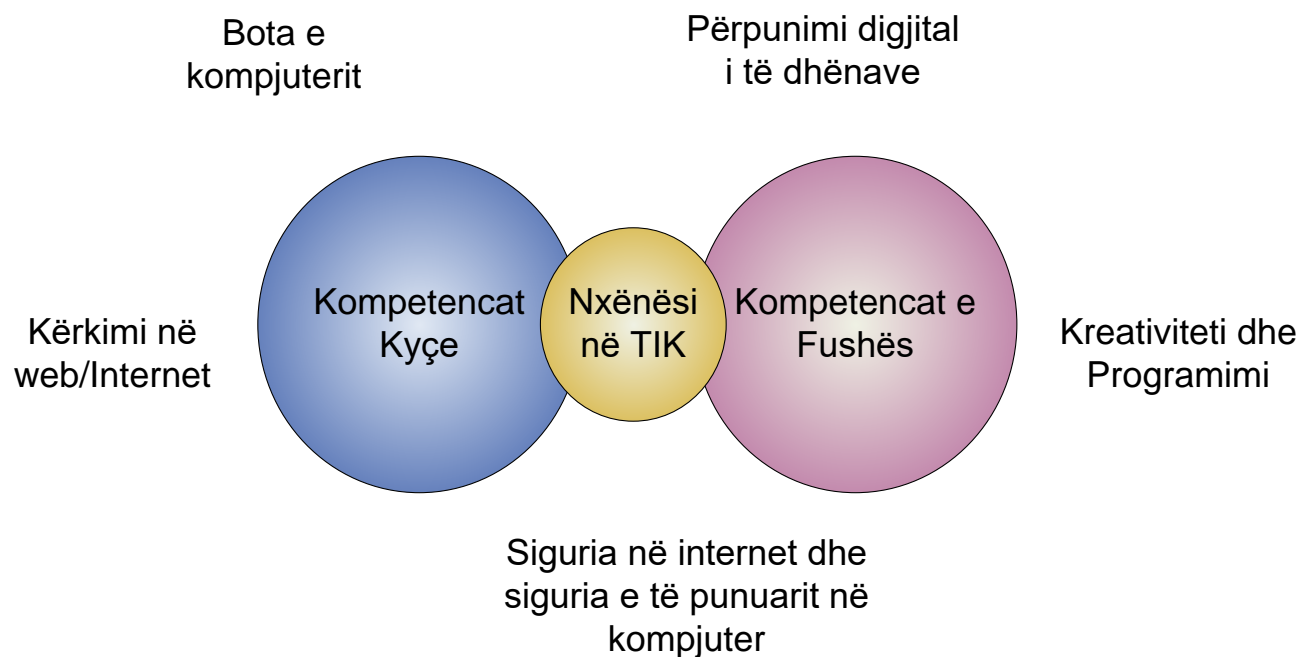 Bota e
kompjuterit
Përpunimi digjital
i të dhënave
Kompetencat
Kyçe
Nxënësi
në TIK
Kompetencat e
Fushës
Kërkimi në
web/Internet
Kreativiteti dhe
Programimi
Siguria në internet dhe
siguria e të punuarit në
kompjuter